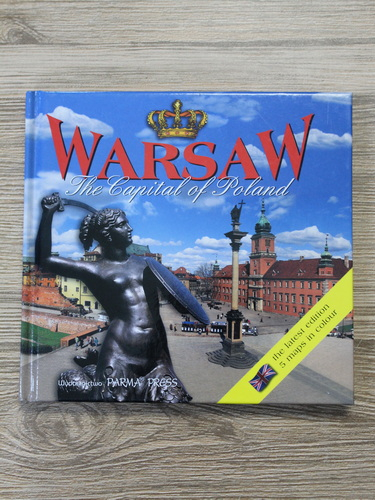 WARSAW
The Capital of Poland
the latest edition
5 maps in colour
wydawnictwo PARMA PRESS